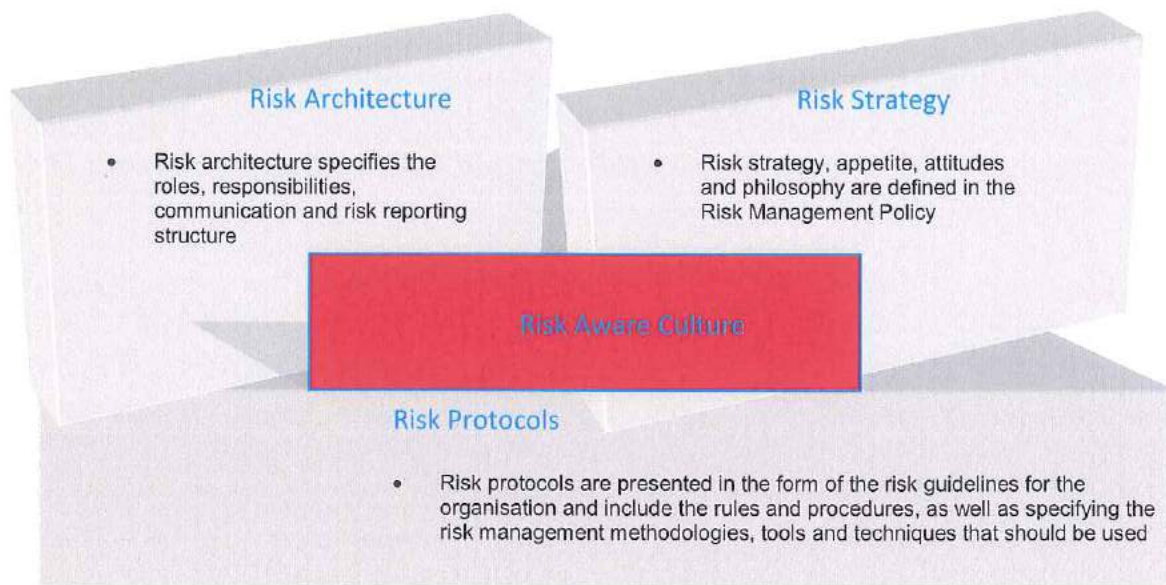 Risk Architecture
• Risk architecture specifies the
roles, responsibilities,
communication and risk reporting
structure
Risk Strategy
• Risk strategy, appetite, attitudes
and philosophy are defined in the
Risk Management Policy
Risk Aware Culture
Risk Protocols
• Risk protocols are presented in the form of the risk guidelines for the
organisation and include the rules and procedures, as well as specifying the
risk management methodologies, tools and techniques that should be used